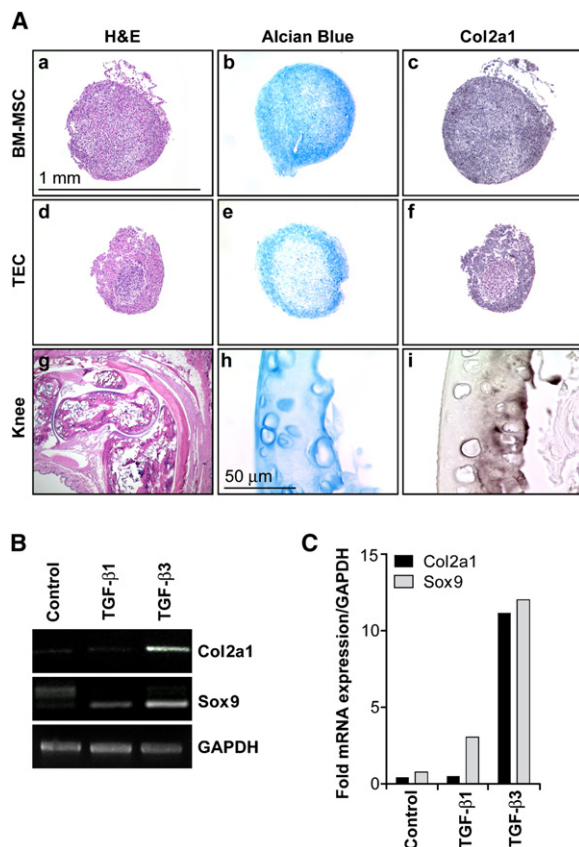 A
H&E
Alcian Blue
Col2a1
BM-MSC
a
b
c
1 mm
TEC
d
e
f
Knee
g
h
i
50 μm
B
Control
TGF-β1
TGF-β3
Col2a1
Sox9
GAPDH
C
Fold mRNA expression/GAPDH
15
10
5
0
Col2a1
Sox9
Control
TGF-β1
TGF-β3